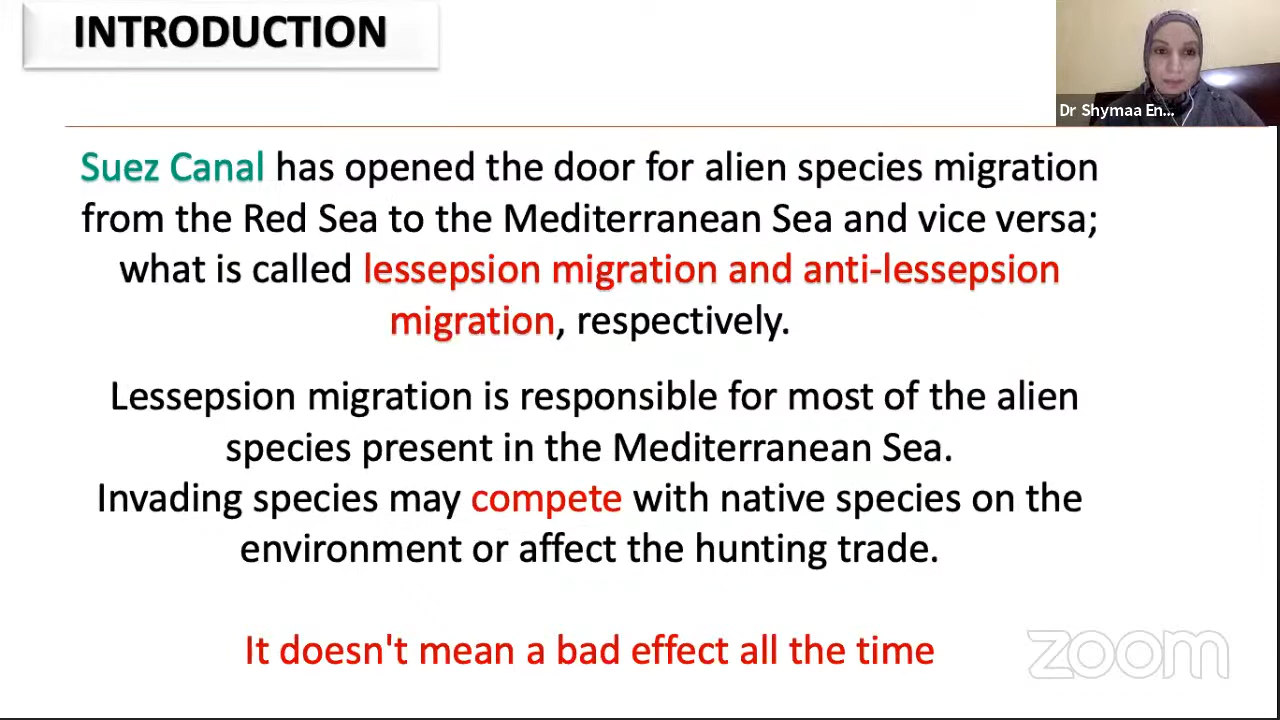 INTRODUCTION
Dr Shymaa En...
Suez Canal has opened the door for alien species migration
from the Red Sea to the Mediterranean Sea and vice versa;
what is called lessepsion migration and anti-lessepsion
migration, respectively.
Lessepsion migration is responsible for most of the alien
species present in the Mediterranean Sea.
Invading species may compete with native species on the
environment or affect the hunting trade.
It doesn't mean a bad effect all the time
zoom